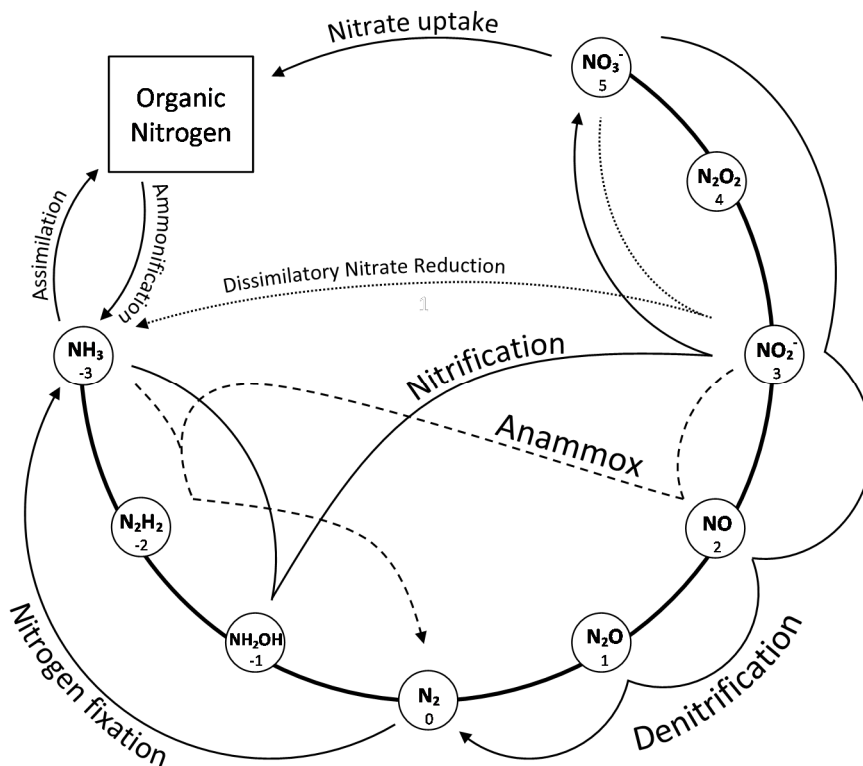 Nitrate uptake
NO₃⁻
5
Organic
Nitrogen
N₂O₂
4
Assimilation
Ammonification
Dissimilatory Nitrate Reduction
1
NH₃
-3
Nitrification
NO₂⁻
3
Anammox
N₂H₂
-2
NO
2
NH₂OH
-1
N₂O
1
N₂
0
Nitrogen fixation
Denitrification